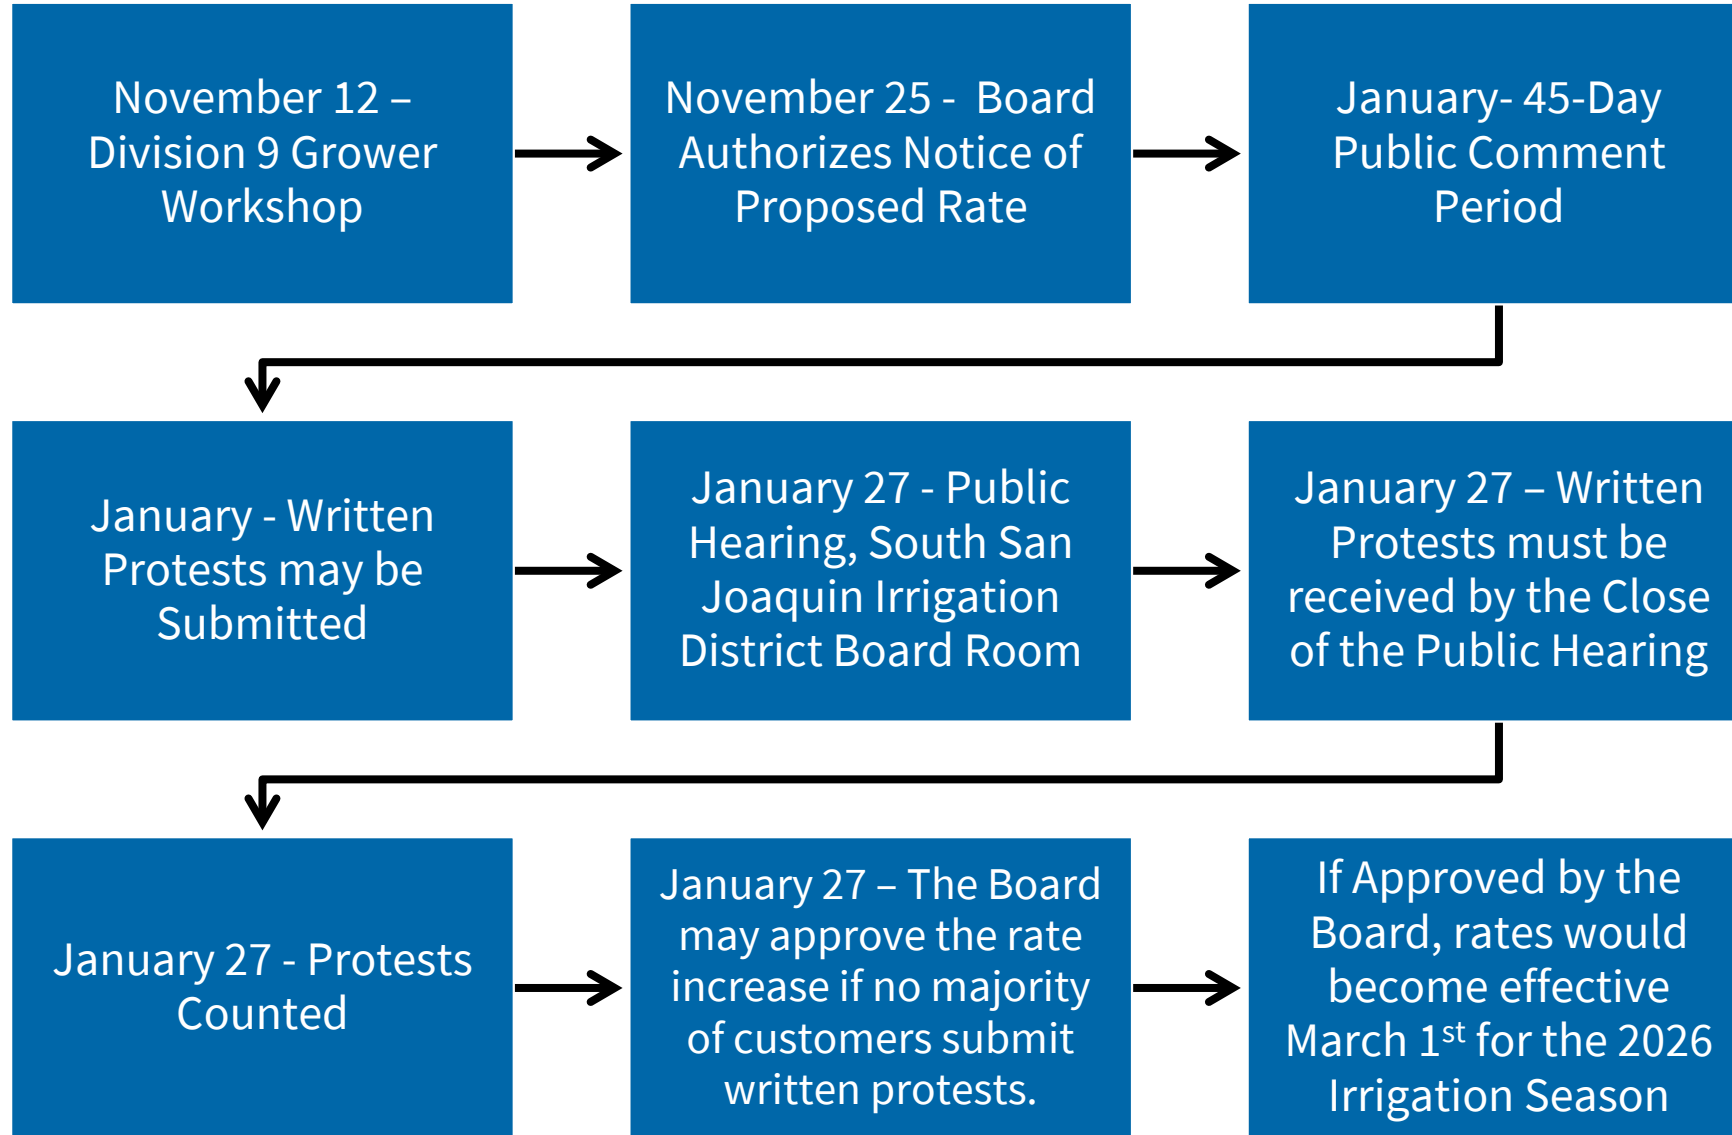 November 12 –
Division 9 Grower
Workshop
November 25 -  Board
Authorizes Notice of
Proposed Rate
January- 45-Day
Public Comment
Period
January - Written
Protests may be
Submitted
January 27 - Public
Hearing, South San
Joaquin Irrigation
District Board Room
January 27 – Written
Protests must be
received by the Close
of the Public Hearing
January 27 - Protests
Counted
January 27 – The Board
may approve the rate
increase if no majority
of customers submit
written protests.
If Approved by the
Board, rates would
become effective
March 1st for the 2026
Irrigation Season